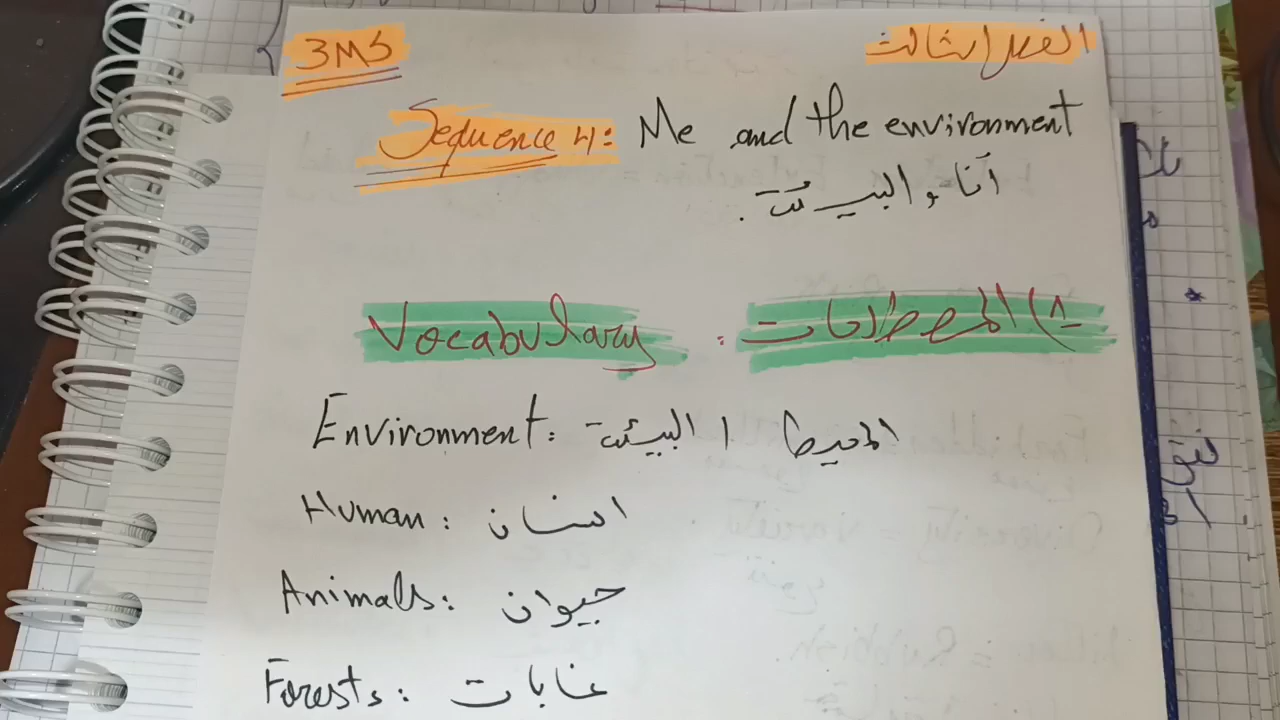 3MS الفصل الثالث
Sequence 4: Me and the environment
أنا والبيئة.
Vocabulary : المصطلحات (1
Environment: المحيط / البيئة
Human: انسان
Animals: حيوان
Forests: غابات